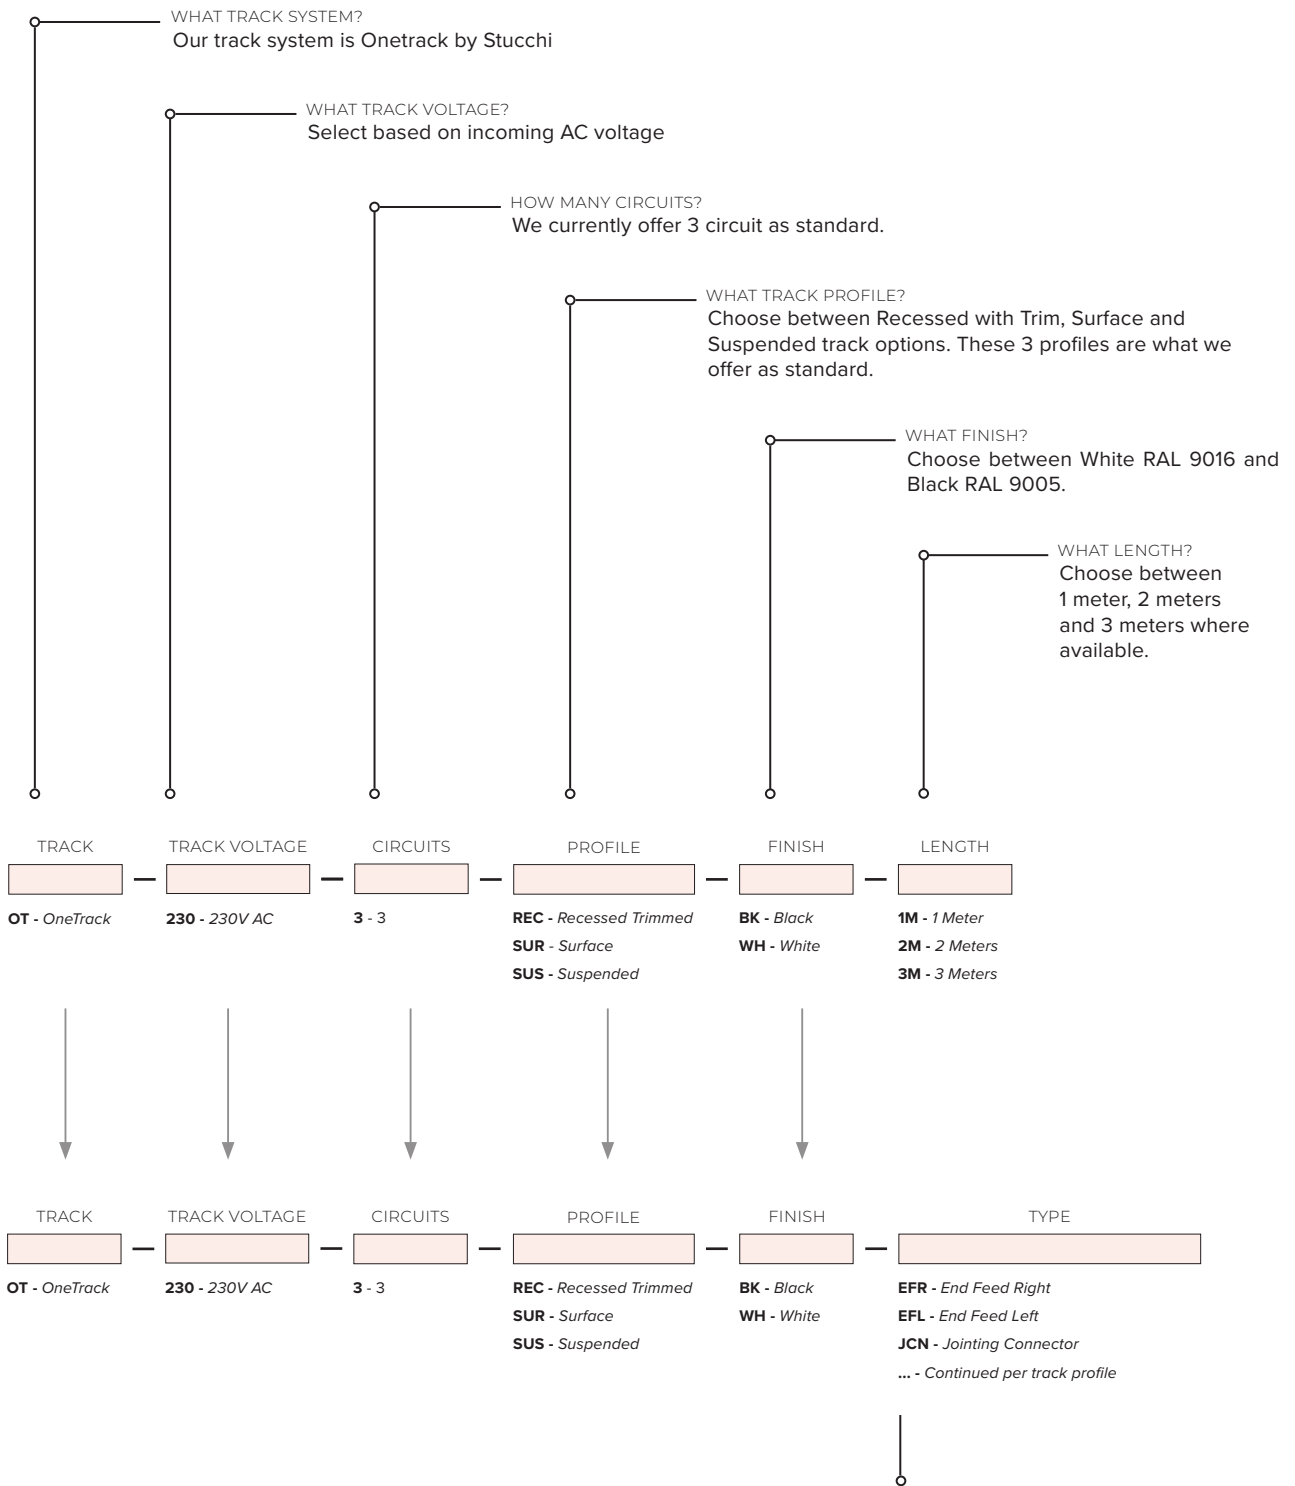 WHAT TRACK SYSTEM?
Our track system is Onetrack by Stucchi
WHAT TRACK VOLTAGE?
Select based on incoming AC voltage
HOW MANY CIRCUITS?
We currently offer 3 circuit as standard.
WHAT TRACK PROFILE?
Choose between Recessed with Trim, Surface and
Suspended track options. These 3 profiles are what we
offer as standard.
WHAT FINISH?
Choose between White RAL 9016 and
Black RAL 9005.
WHAT LENGTH?
Choose between
1 meter, 2 meters
and 3 meters where
available.
TRACK
TRACK VOLTAGE
CIRCUITS
PROFILE
FINISH
LENGTH
OT - OneTrack
230 - 230V AC
3 - 3
REC - Recessed Trimmed
SUR - Surface
SUS - Suspended
BK - Black
WH - White
1M - 1 Meter
2M - 2 Meters
3M - 3 Meters
TRACK
TRACK VOLTAGE
CIRCUITS
PROFILE
FINISH
TYPE
OT - OneTrack
230 - 230V AC
3 - 3
REC - Recessed Trimmed
SUR - Surface
SUS - Suspended
BK - Black
WH - White
EFR - End Feed Right
EFL - End Feed Left
JCN - Jointing Connector
... - Continued per track profile